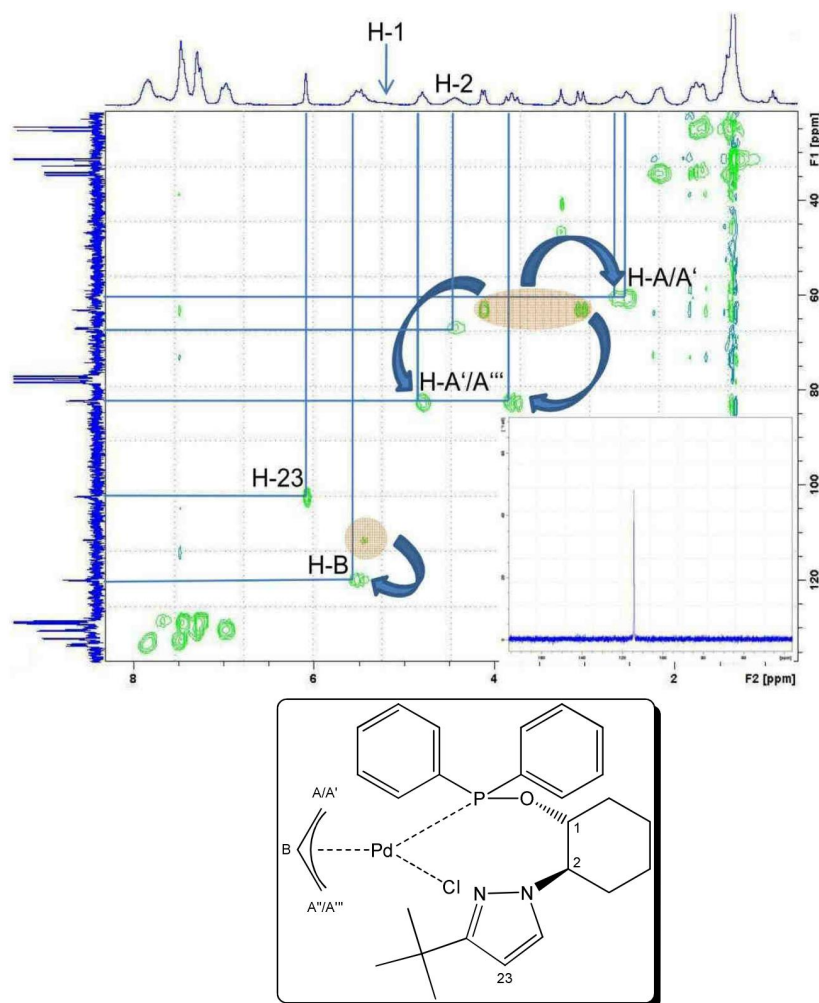 H-1
H-2
F1 [ppm]
40
60
H-A/A‘
H-A‘/A‘‘‘
80
H-23
100
H-B
120
8
6
4
2
F2 [ppm]
A/A'
P
O
1
B
Pd
2
Cl
N
N
A''/A'''
23